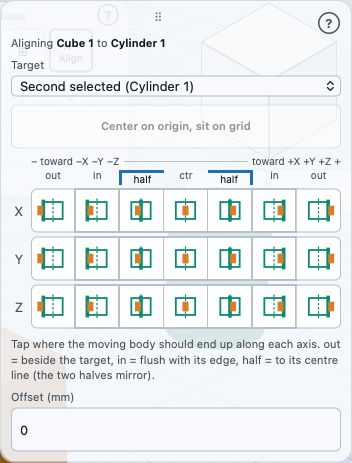 base
?
?
Align
Aligning Cube 1 to Cylinder 1
Target
Second selected (Cylinder 1)
Center on origin, sit on grid
− toward −X −Y −Z
toward +X +Y +Z +
out in half ctr half in out
X
Y
Z
Tap where the moving body should end up along each axis. out
= beside the target, in = flush with its edge, half = to its centre
line (the two halves mirror).
Offset (mm)
0